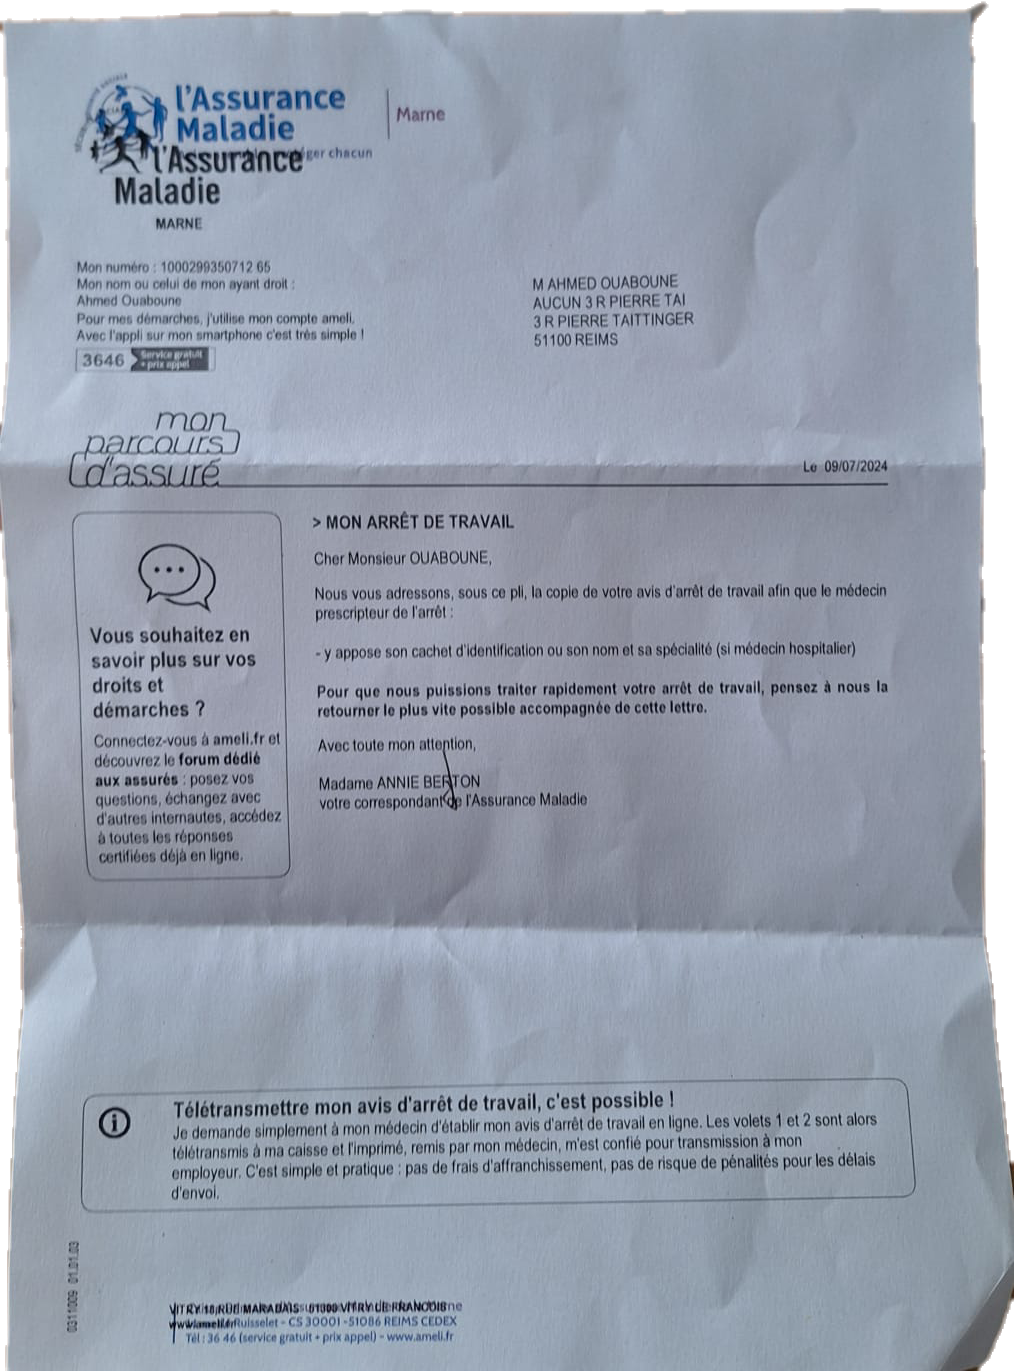 l'Assurance
Maladie
Marne
l'Assurance
ger chacun
Maladie
MARNE
Mon numéro : 1000299350712 65
Mon nom ou celui de mon ayant droit :
Ahmed Ouaboune
Pour mes démarches, j'utilise mon compte ameli.
Avec l'appli sur mon smartphone c'est très simple !
3646 Service gratuit
+ prix appel
M AHMED OUABOUNE
AUCUN 3 R PIERRE TAI
3 R PIERRE TAITTINGER
51100 REIMS
mon
parcours
d'assuré
Le 09/07/2024
> MON ARRÊT DE TRAVAIL
Cher Monsieur OUABOUNE,
Nous vous adressons, sous ce pli, la copie de votre avis d'arrêt de travail afin que le médecin
prescripteur de l'arrêt :
- y appose son cachet d'identification ou son nom et sa spécialité (si médecin hospitalier)
Pour que nous puissions traiter rapidement votre arrêt de travail, pensez à nous la
retourner le plus vite possible accompagnée de cette lettre.
Avec toute mon attention,
Madame ANNIE BERTON
votre correspondant de l'Assurance Maladie
Vous souhaitez en
savoir plus sur vos
droits et
démarches ?
Connectez-vous à ameli.fr et
découvrez le forum dédié
aux assurés : posez vos
questions, échangez avec
d'autres internautes, accédez
à toutes les réponses
certifiées déjà en ligne.
Télétransmettre mon avis d'arrêt de travail, c'est possible !
Je demande simplement à mon médecin d'établir mon avis d'arrêt de travail en ligne. Les volets 1 et 2 sont alors
télétransmis à ma caisse et l'imprimé, remis par mon médecin, m'est confié pour transmission à mon
employeur. C'est simple et pratique : pas de frais d'affranchissement, pas de risque de pénalités pour les délais
d'envoi.
0311009 01.01.03
VITRY 18,RUE MARABAIS 51300 VITRY LE FRANCOIS
www.ameli.fr Ruisselet - CS 30001 -51086 REIMS CEDEX
Tél : 36 46 (service gratuit + prix appel) - www.ameli.fr